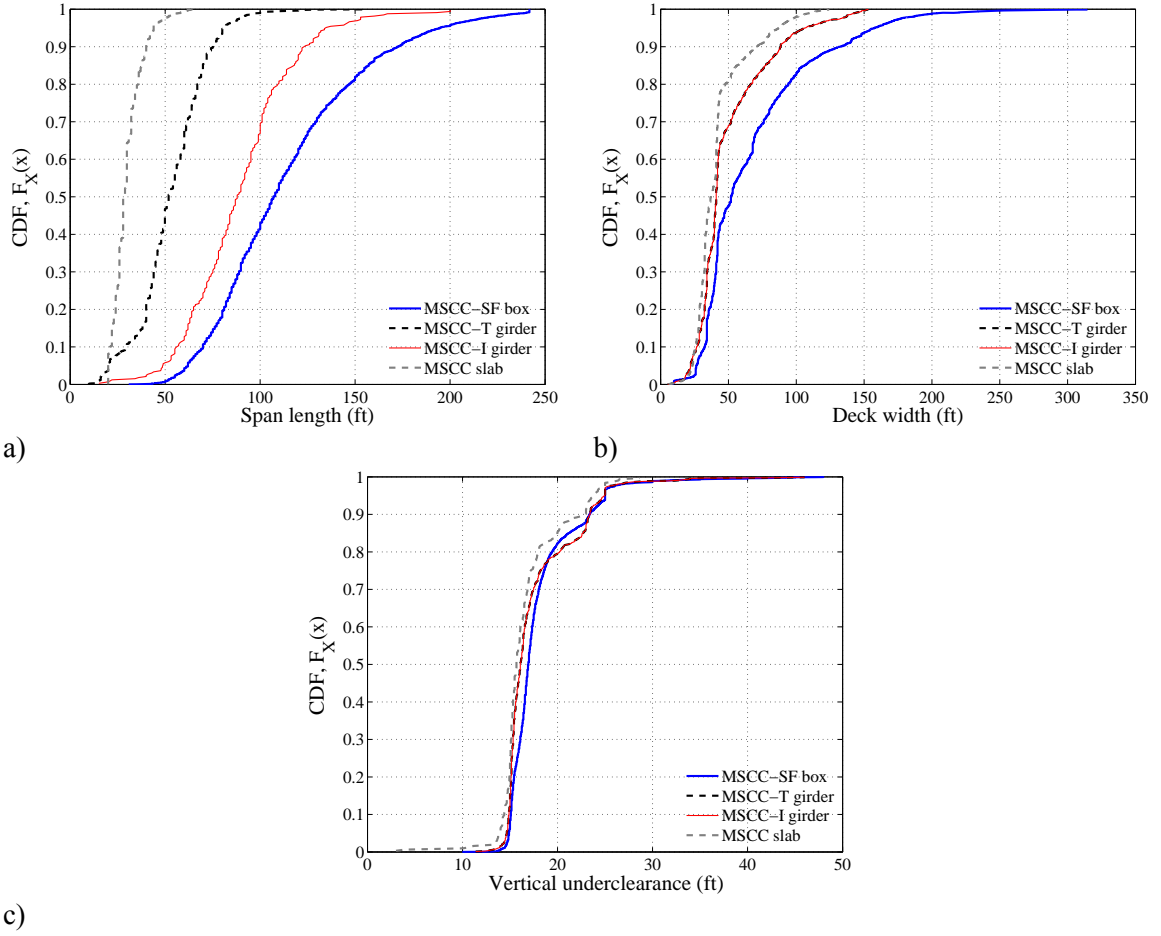 1
0.9
0.8
0.7
0.6
0.5
0.4
0.3
0.2
0.1
0
CDF, F_X(x)
MSCC−SF box
MSCC−T girder
MSCC−I girder
MSCC slab
0 50 100 150 200 250
Span length (ft)
a)
1
0.9
0.8
0.7
0.6
0.5
0.4
0.3
0.2
0.1
0
CDF, F_X(x)
MSCC−SF box
MSCC−T girder
MSCC−I girder
MSCC slab
0 50 100 150 200 250 300 350
Deck width (ft)
b)
1
0.9
0.8
0.7
0.6
0.5
0.4
0.3
0.2
0.1
0
CDF, F_X(x)
MSCC−SF box
MSCC−T girder
MSCC−I girder
MSCC slab
0 10 20 30 40 50
Vertical underclearance (ft)
c)